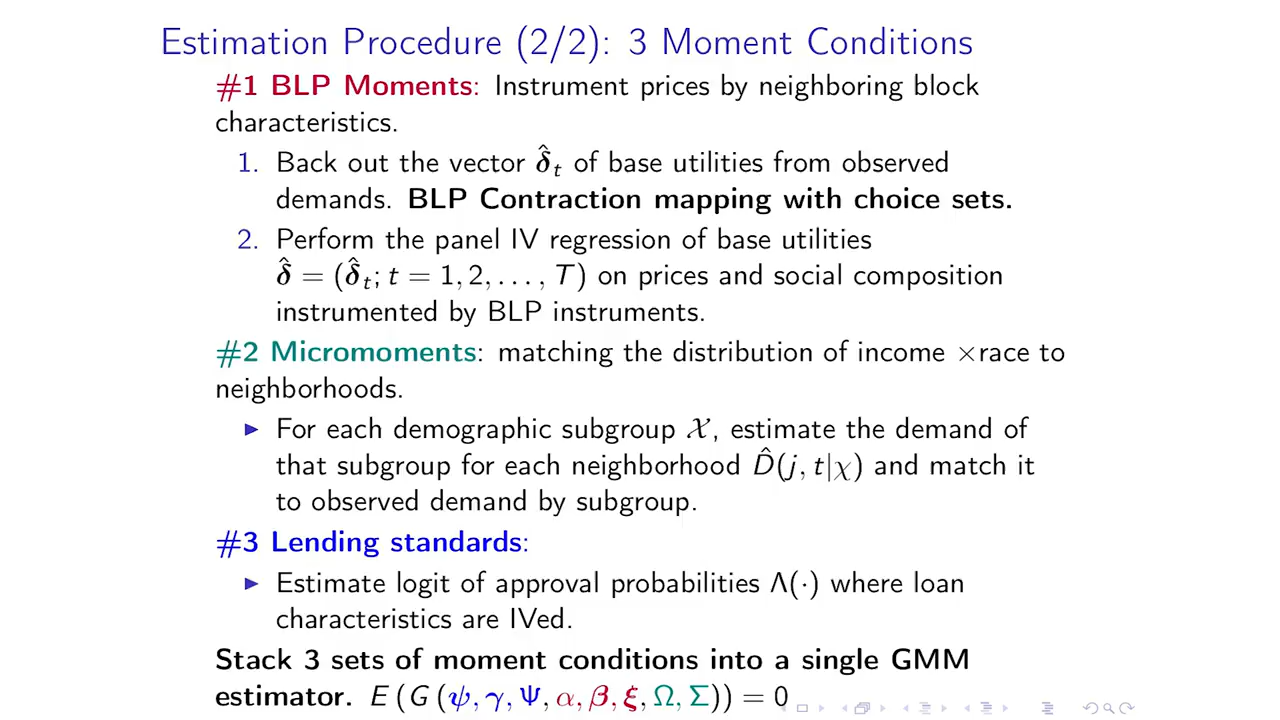 Estimation Procedure (2/2): 3 Moment Conditions
#1 BLP Moments: Instrument prices by neighboring block
characteristics.
1. Back out the vector δ̂ₜ of base utilities from observed
demands. BLP Contraction mapping with choice sets.
2. Perform the panel IV regression of base utilities
δ̂ = (δ̂ₜ; t = 1, 2, . . . , T) on prices and social composition
instrumented by BLP instruments.
#2 Micromoments: matching the distribution of income ×race to
neighborhoods.
▶ For each demographic subgroup 𝒳, estimate the demand of
that subgroup for each neighborhood D̂(j, t|χ) and match it
to observed demand by subgroup.
#3 Lending standards:
▶ Estimate logit of approval probabilities Λ(·) where loan
characteristics are IVed.
Stack 3 sets of moment conditions into a single GMM
estimator. E (G (ψ, γ, Ψ, α, β, ξ, Ω, Σ)) = 0